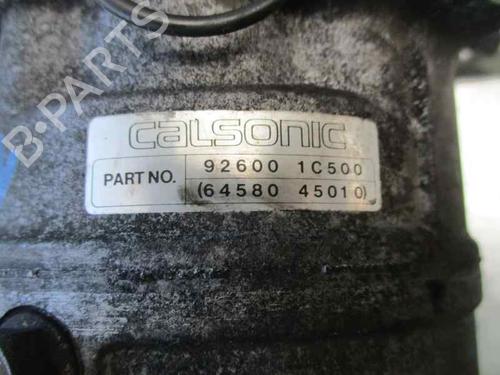 B-PARTS
CALSONIC
PART NO. 92600 1C500
(64580 45010)